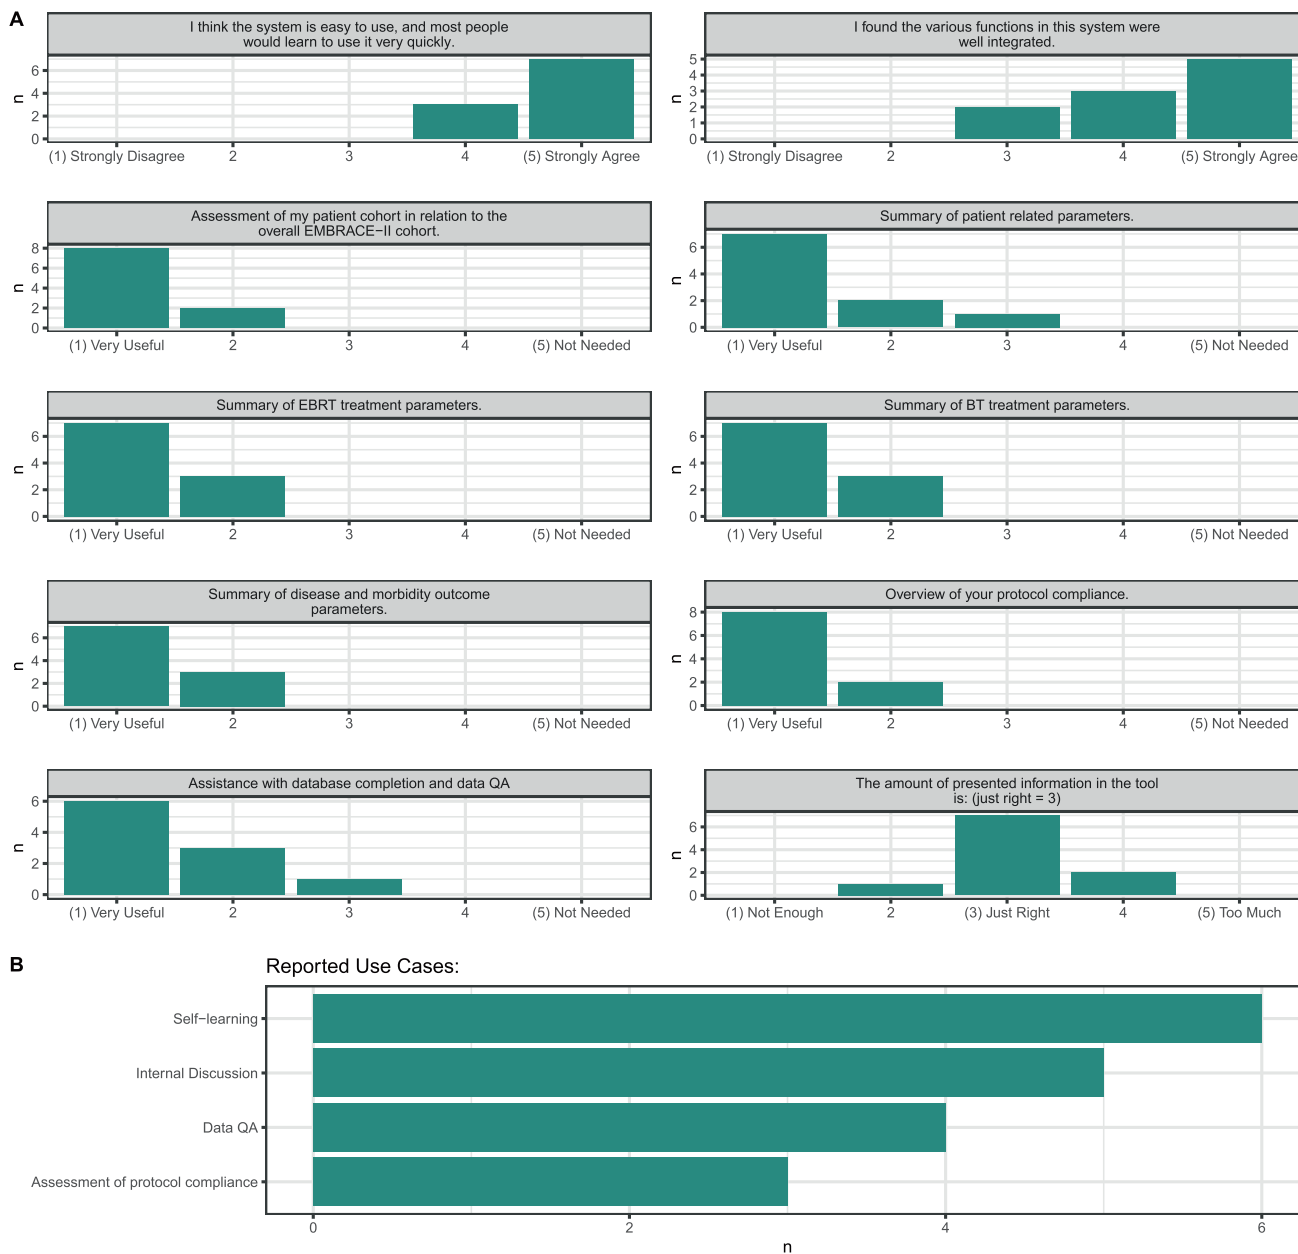 A
I think the system is easy to use, and most people
would learn to use it very quickly.
n
6
4
2
0
(1) Strongly Disagree 2 3 4 (5) Strongly Agree
I found the various functions in this system were
well integrated.
n
5
4
3
2
1
0
(1) Strongly Disagree 2 3 4 (5) Strongly Agree
Assessment of my patient cohort in relation to the
overall EMBRACE−II cohort.
n
8
6
4
2
0
(1) Very Useful 2 3 4 (5) Not Needed
Summary of patient related parameters.
n
6
4
2
0
(1) Very Useful 2 3 4 (5) Not Needed
Summary of EBRT treatment parameters.
n
6
4
2
0
(1) Very Useful 2 3 4 (5) Not Needed
Summary of BT treatment parameters.
n
6
4
2
0
(1) Very Useful 2 3 4 (5) Not Needed
Summary of disease and morbidity outcome
parameters.
n
6
4
2
0
(1) Very Useful 2 3 4 (5) Not Needed
Overview of your protocol compliance.
n
8
6
4
2
0
(1) Very Useful 2 3 4 (5) Not Needed
Assistance with database completion and data QA
n
6
4
2
0
(1) Very Useful 2 3 4 (5) Not Needed
The amount of presented information in the tool
is: (just right = 3)
n
6
4
2
0
(1) Not Enough 2 (3) Just Right 4 (5) Too Much
B
Reported Use Cases:
Self−learning
Internal Discussion
Data QA
Assessment of protocol compliance
0 2 4 6
n